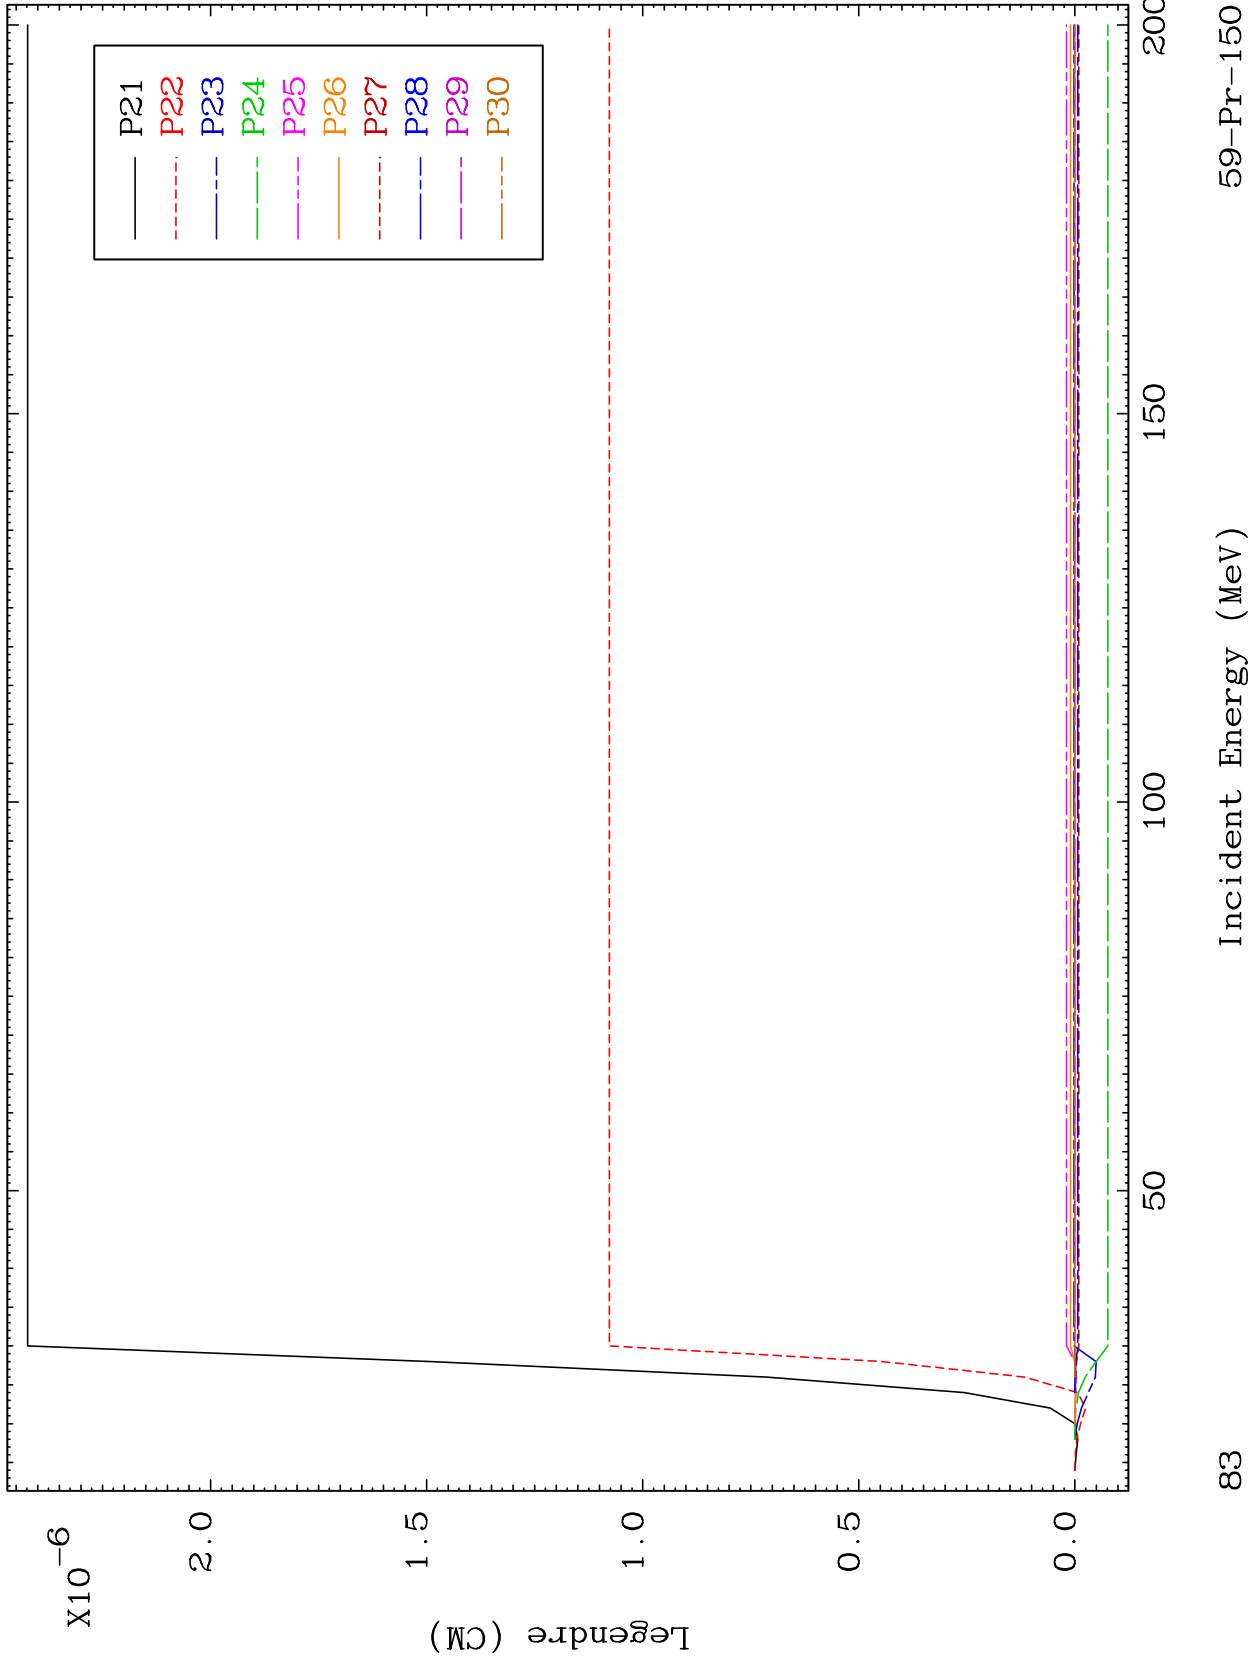 X10-6
2.0
1.5
1.0
0.5
0.0
Legendre (CM)
P21
P22
P23
P24
P25
P26
P27
P28
P29
P30
50
100
150
200
Incident Energy (MeV)
83
59-Pr-150